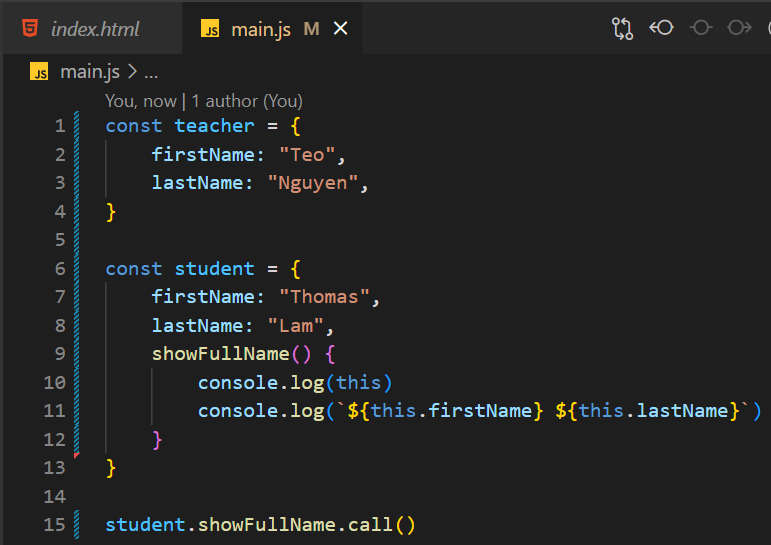 index.html JS main.js M
JS main.js > ...
You, now | 1 author (You)
1 const teacher = {
2     firstName: "Teo",
3     lastName: "Nguyen",
4 }
5
6 const student = {
7     firstName: "Thomas",
8     lastName: "Lam",
9     showFullName() {
10         console.log(this)
11         console.log(`${this.firstName} ${this.lastName}`)
12     }
13 }
14
15 student.showFullName.call()